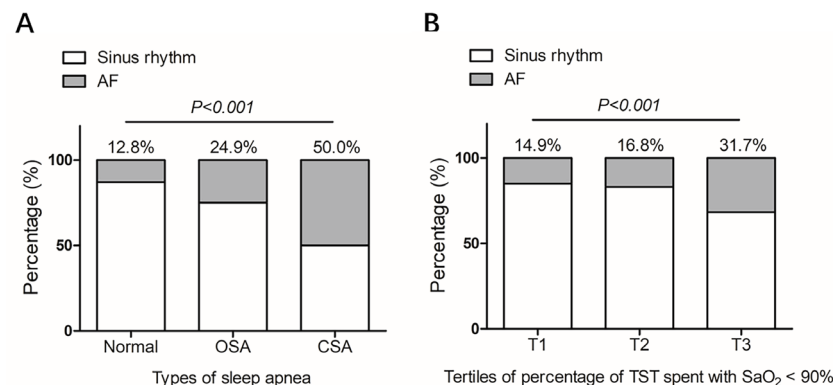 A
Sinus rhythm
AF
P<0.001
12.8% 24.9% 50.0%
100
50
0
Percentage (%)
Normal OSA CSA
Types of sleep apnea
B
Sinus rhythm
AF
P<0.001
14.9% 16.8% 31.7%
100
50
0
Percentage (%)
T1 T2 T3
Tertiles of percentage of TST spent with SaO₂ < 90%